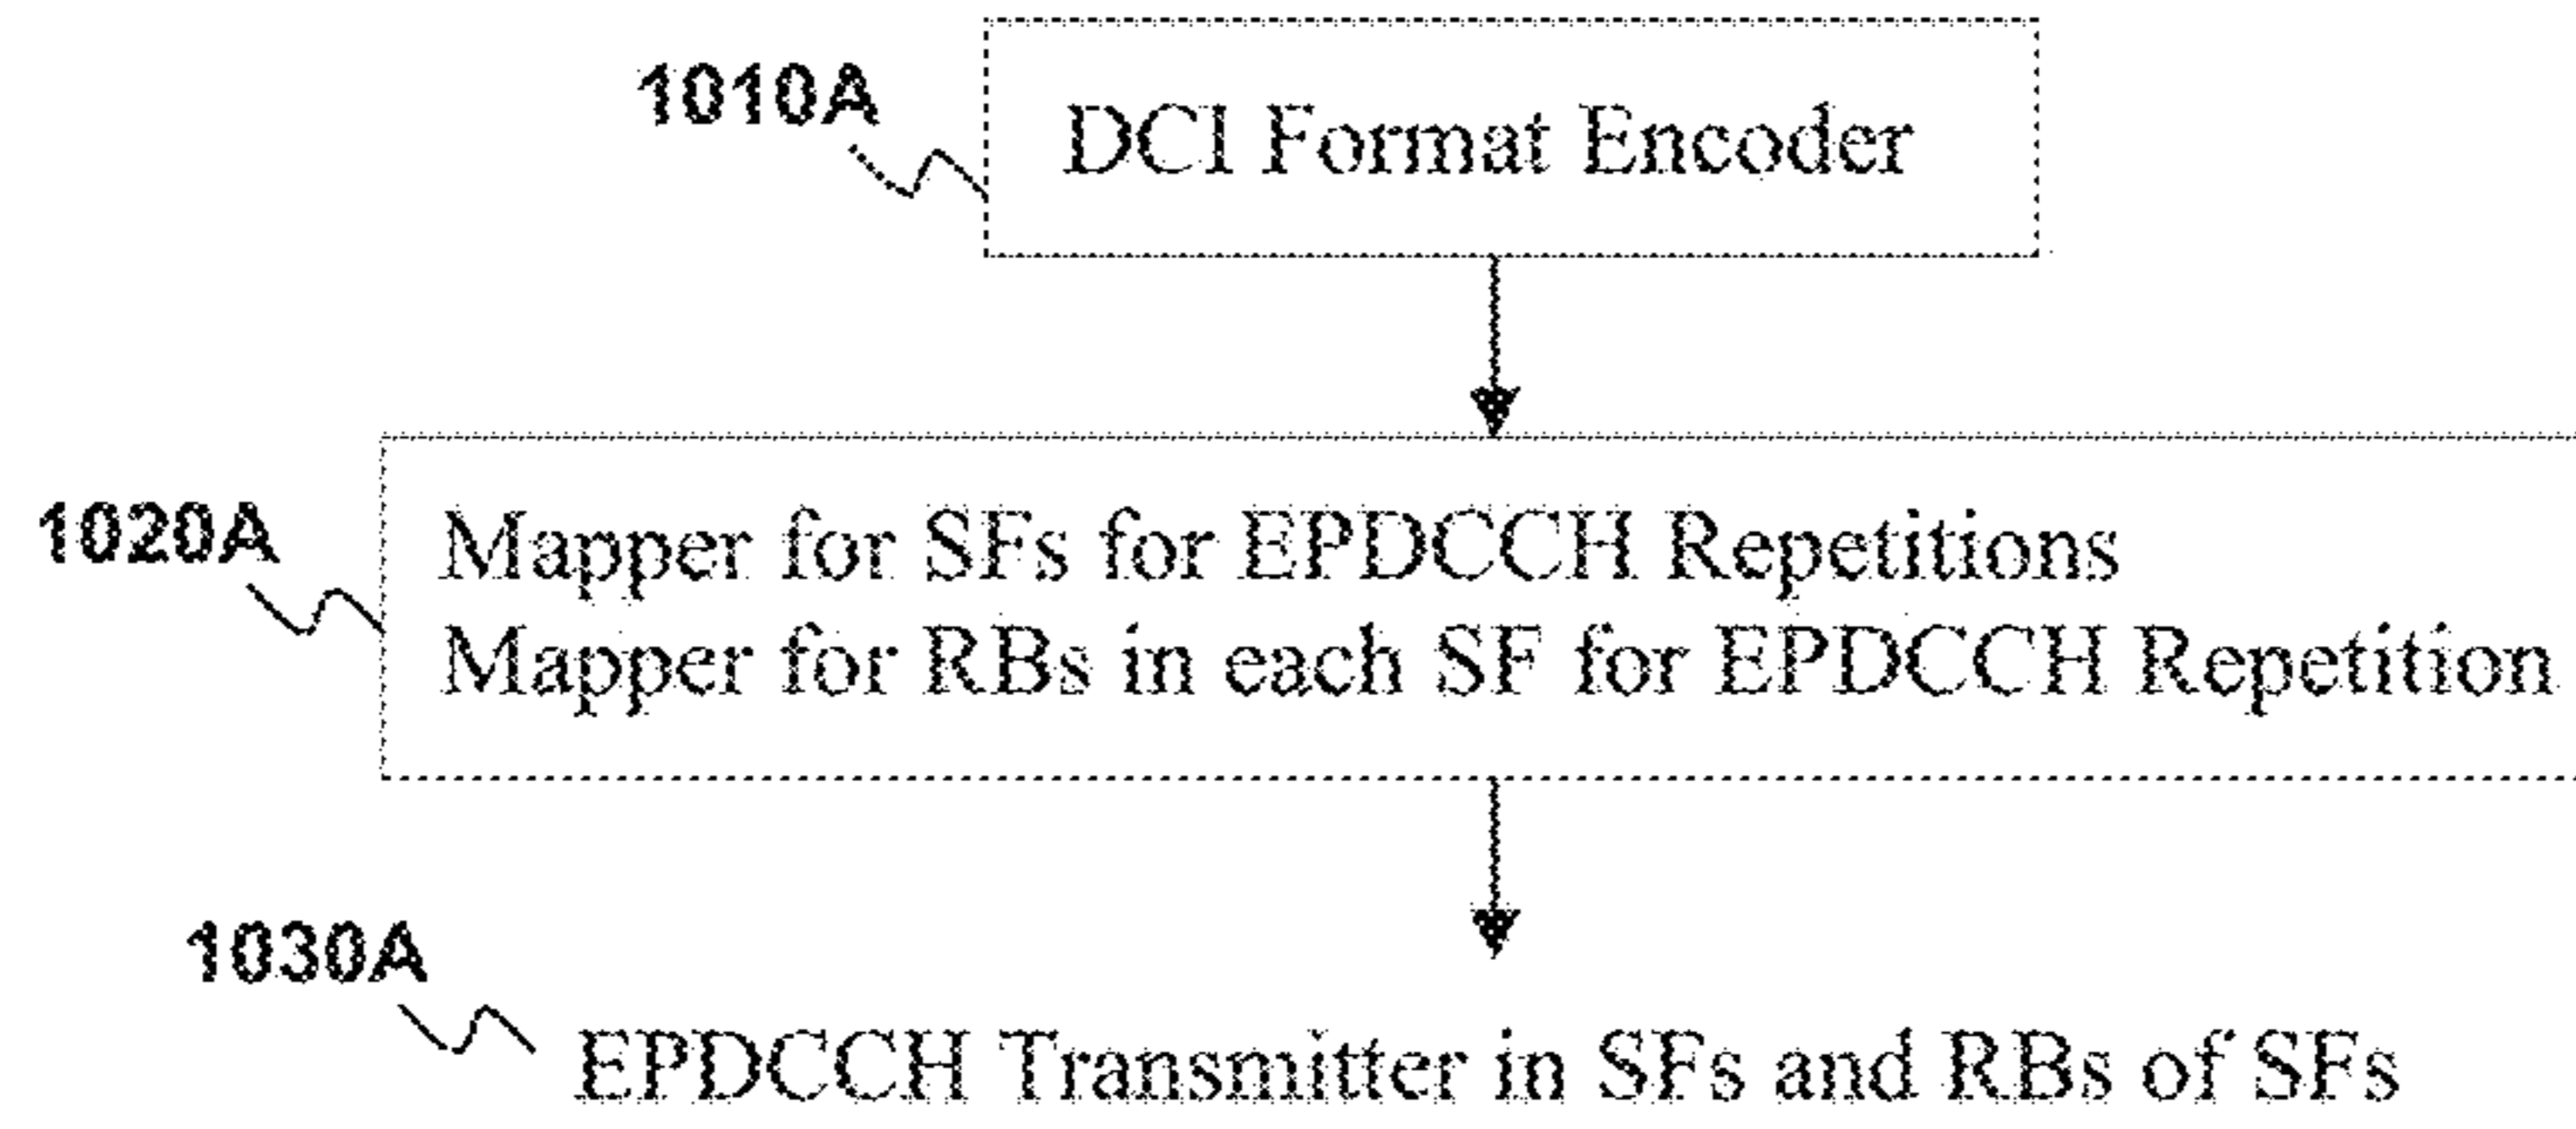 1010A
DCI Format Encoder
1020A
Mapper for SFs for EPDCCH Repetitions
Mapper for RBs in each SF for EPDCCH Repetition
1030A
EPDCCH Transmitter in SFs and RBs of SFs